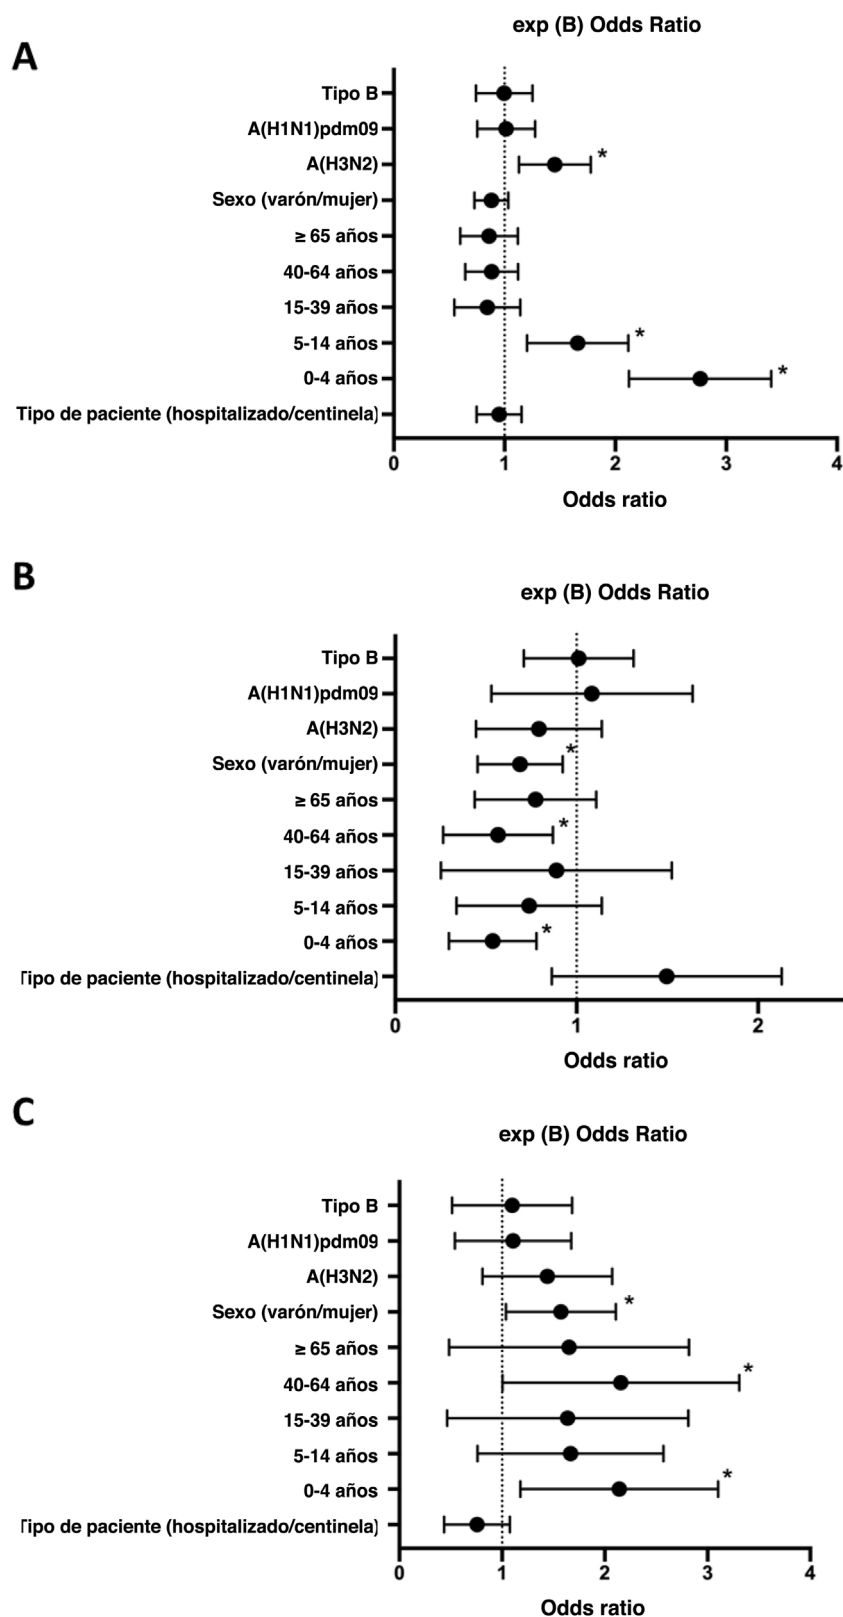 A
exp (B) Odds Ratio
Tipo B
A(H1N1)pdm09
A(H3N2)
*
Sexo (varón/mujer)
≥ 65 años
40-64 años
15-39 años
5-14 años
*
0-4 años
*
Tipo de paciente (hospitalizado/centinela)
0 1 2 3 4
Odds ratio
B
exp (B) Odds Ratio
Tipo B
A(H1N1)pdm09
A(H3N2)
Sexo (varón/mujer)
*
≥ 65 años
40-64 años
*
15-39 años
5-14 años
0-4 años
*
Tipo de paciente (hospitalizado/centinela)
0 1 2
Odds ratio
C
exp (B) Odds Ratio
Tipo B
A(H1N1)pdm09
A(H3N2)
Sexo (varón/mujer)
*
≥ 65 años
40-64 años
*
15-39 años
5-14 años
0-4 años
*
Tipo de paciente (hospitalizado/centinela)
0 1 2 3 4
Odds ratio